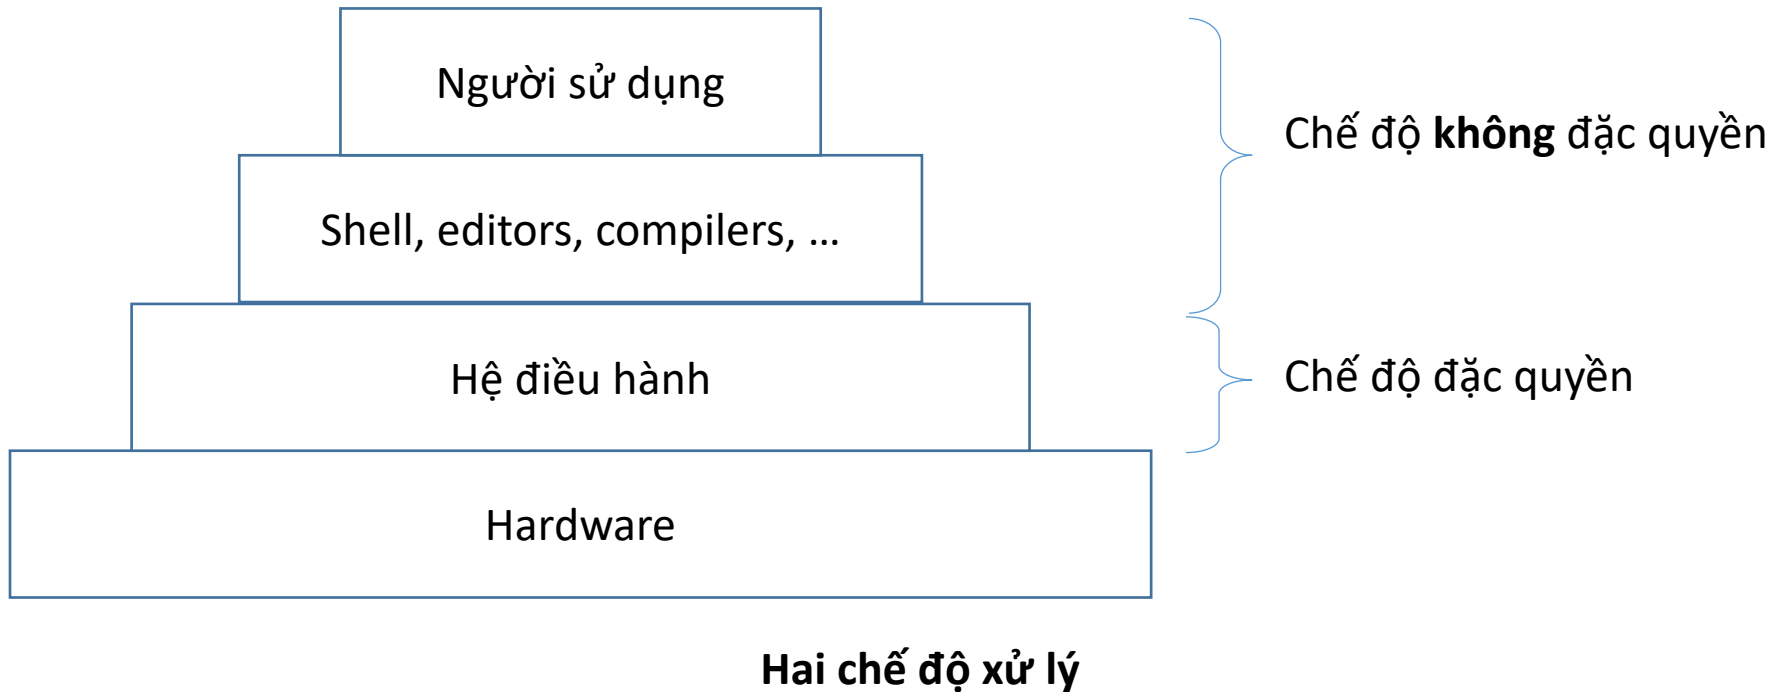 Người sử dụng
Chế độ không đặc quyền
Shell, editors, compilers, ...
Hệ điều hành
Chế độ đặc quyền
Hardware
Hai chế độ xử lý